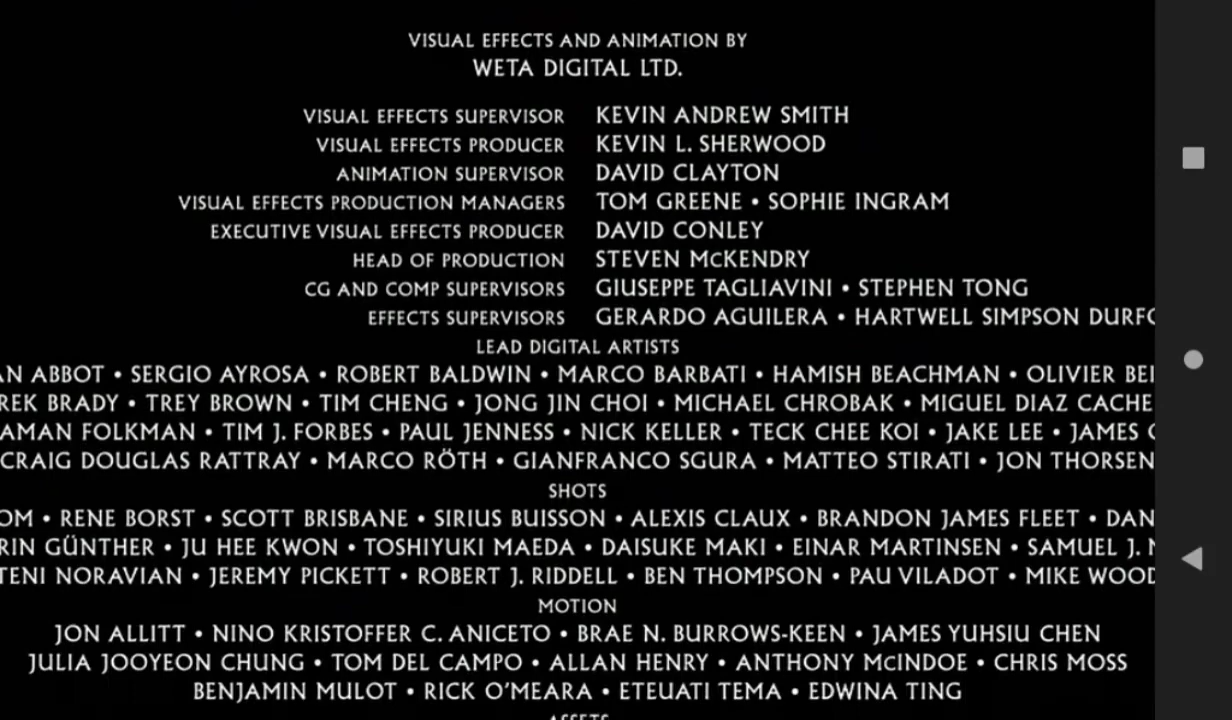 VISUAL EFFECTS AND ANIMATION BY
WETA DIGITAL LTD.
VISUAL EFFECTS SUPERVISOR KEVIN ANDREW SMITH
VISUAL EFFECTS PRODUCER KEVIN L. SHERWOOD
ANIMATION SUPERVISOR DAVID CLAYTON
VISUAL EFFECTS PRODUCTION MANAGERS TOM GREENE • SOPHIE INGRAM
EXECUTIVE VISUAL EFFECTS PRODUCER DAVID CONLEY
HEAD OF PRODUCTION STEVEN McKENDRY
CG AND COMP SUPERVISORS GIUSEPPE TAGLIAVINI • STEPHEN TONG
EFFECTS SUPERVISORS GERARDO AGUILERA • HARTWELL SIMPSON
LEAD DIGITAL ARTISTS
ABBOT • SERGIO AYROSA • ROBERT BALDWIN • MARCO BARBATI • HAMISH BEACHMAN • OLIVIER
BRADY • TREY BROWN • TIM CHENG • JONG JIN CHOI • MICHAEL CHROBAK • MIGUEL DIAZ
FOLKMAN • TIM J. FORBES • PAUL JENNESS • NICK KELLER • TECK CHEE KOI • JAKE LEE • JAMES
CRAIG DOUGLAS RATTRAY • MARCO RÖTH • GIANFRANCO SGURA • MATTEO STIRATI • JON
SHOTS
• RENE BORST • SCOTT BRISBANE • SIRIUS BUISSON • ALEXIS CLAUX • BRANDON JAMES FLEET •
GÜNTHER • JU HEE KWON • TOSHIYUKI MAEDA • DAISUKE MAKI • EINAR MARTINSEN • SAMUEL J.
NORAVIAN • JEREMY PICKETT • ROBERT J. RIDDELL • BEN THOMPSON • PAU VILADOT • MIKE
MOTION
JON ALLITT • NINO KRISTOFFER C. ANICETO • BRAE N. BURROWS-KEEN • JAMES YUHSIU CHEN
JULIA JOOYEON CHUNG • TOM DEL CAMPO • ALLAN HENRY • ANTHONY McINDOE • CHRIS MOSS
BENJAMIN MULOT • RICK O'MEARA • ETEUATI TEMA • EDWINA TING
ASSETS